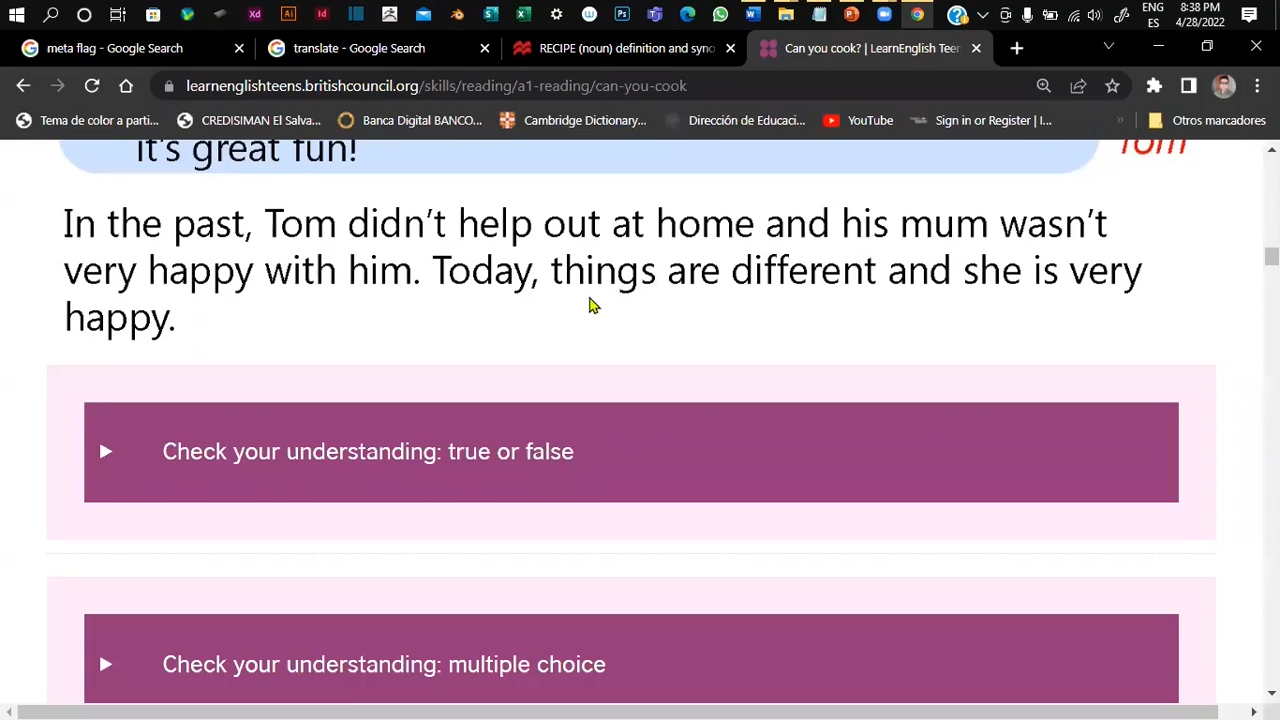 ENG
8:38 PM
ES
4/28/2022
meta flag - Google Search
translate - Google Search
RECIPE (noun) definition and syno
Can you cook? | LearnEnglish Teen
learnenglishteens.britishcouncil.org/skills/reading/a1-reading/can-you-cook
Tema de color a parti...
CREDISIMAN El Salva...
Banca Digital BANCO...
Cambridge Dictionary...
Dirección de Educaci...
YouTube
Sign in or Register | I...
Otros marcadores
it's great fun!
Tom
In the past, Tom didn't help out at home and his mum wasn't
very happy with him. Today, things are different and she is very
happy.
Check your understanding: true or false
Check your understanding: multiple choice